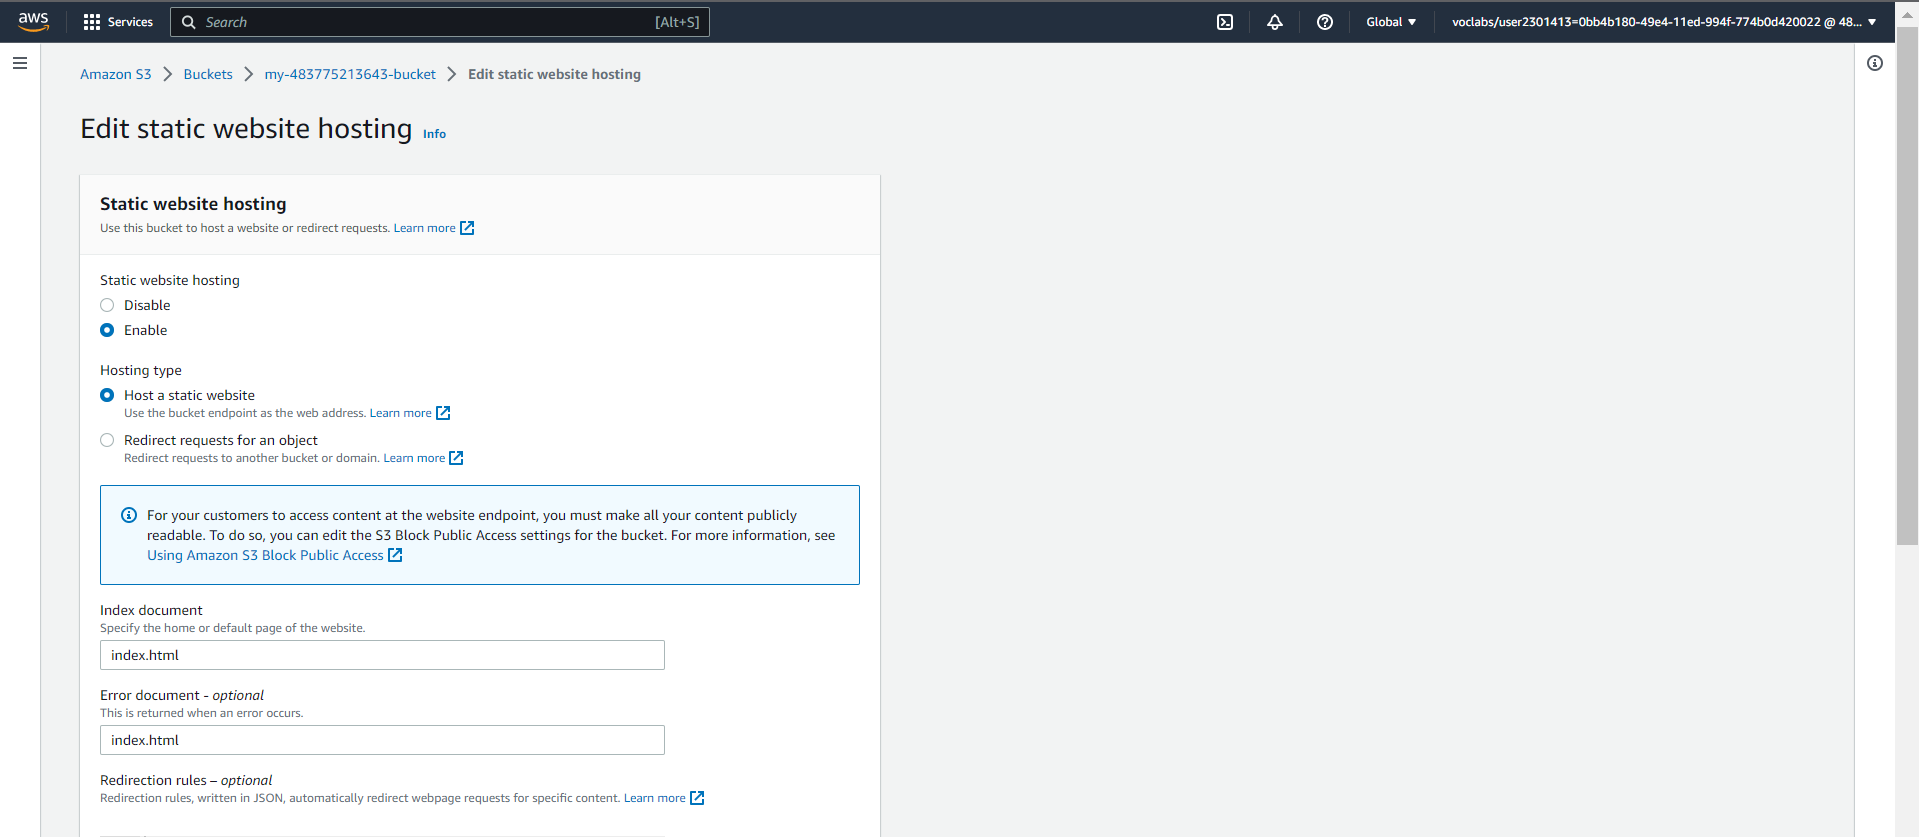 aws Services Search [Alt+S] Global voclabs/user2301413=0bb4b180-49e4-11ed-994f-774b0d420022 @ 48...
Amazon S3 > Buckets > my-483775213643-bucket > Edit static website hosting
Edit static website hosting Info
Static website hosting
Use this bucket to host a website or redirect requests. Learn more
Static website hosting
Disable
Enable
Hosting type
Host a static website
Use the bucket endpoint as the web address. Learn more
Redirect requests for an object
Redirect requests to another bucket or domain. Learn more
For your customers to access content at the website endpoint, you must make all your content publicly
readable. To do so, you can edit the S3 Block Public Access settings for the bucket. For more information, see
Using Amazon S3 Block Public Access
Index document
Specify the home or default page of the website.
index.html
Error document - optional
This is returned when an error occurs.
index.html
Redirection rules – optional
Redirection rules, written in JSON, automatically redirect webpage requests for specific content. Learn more